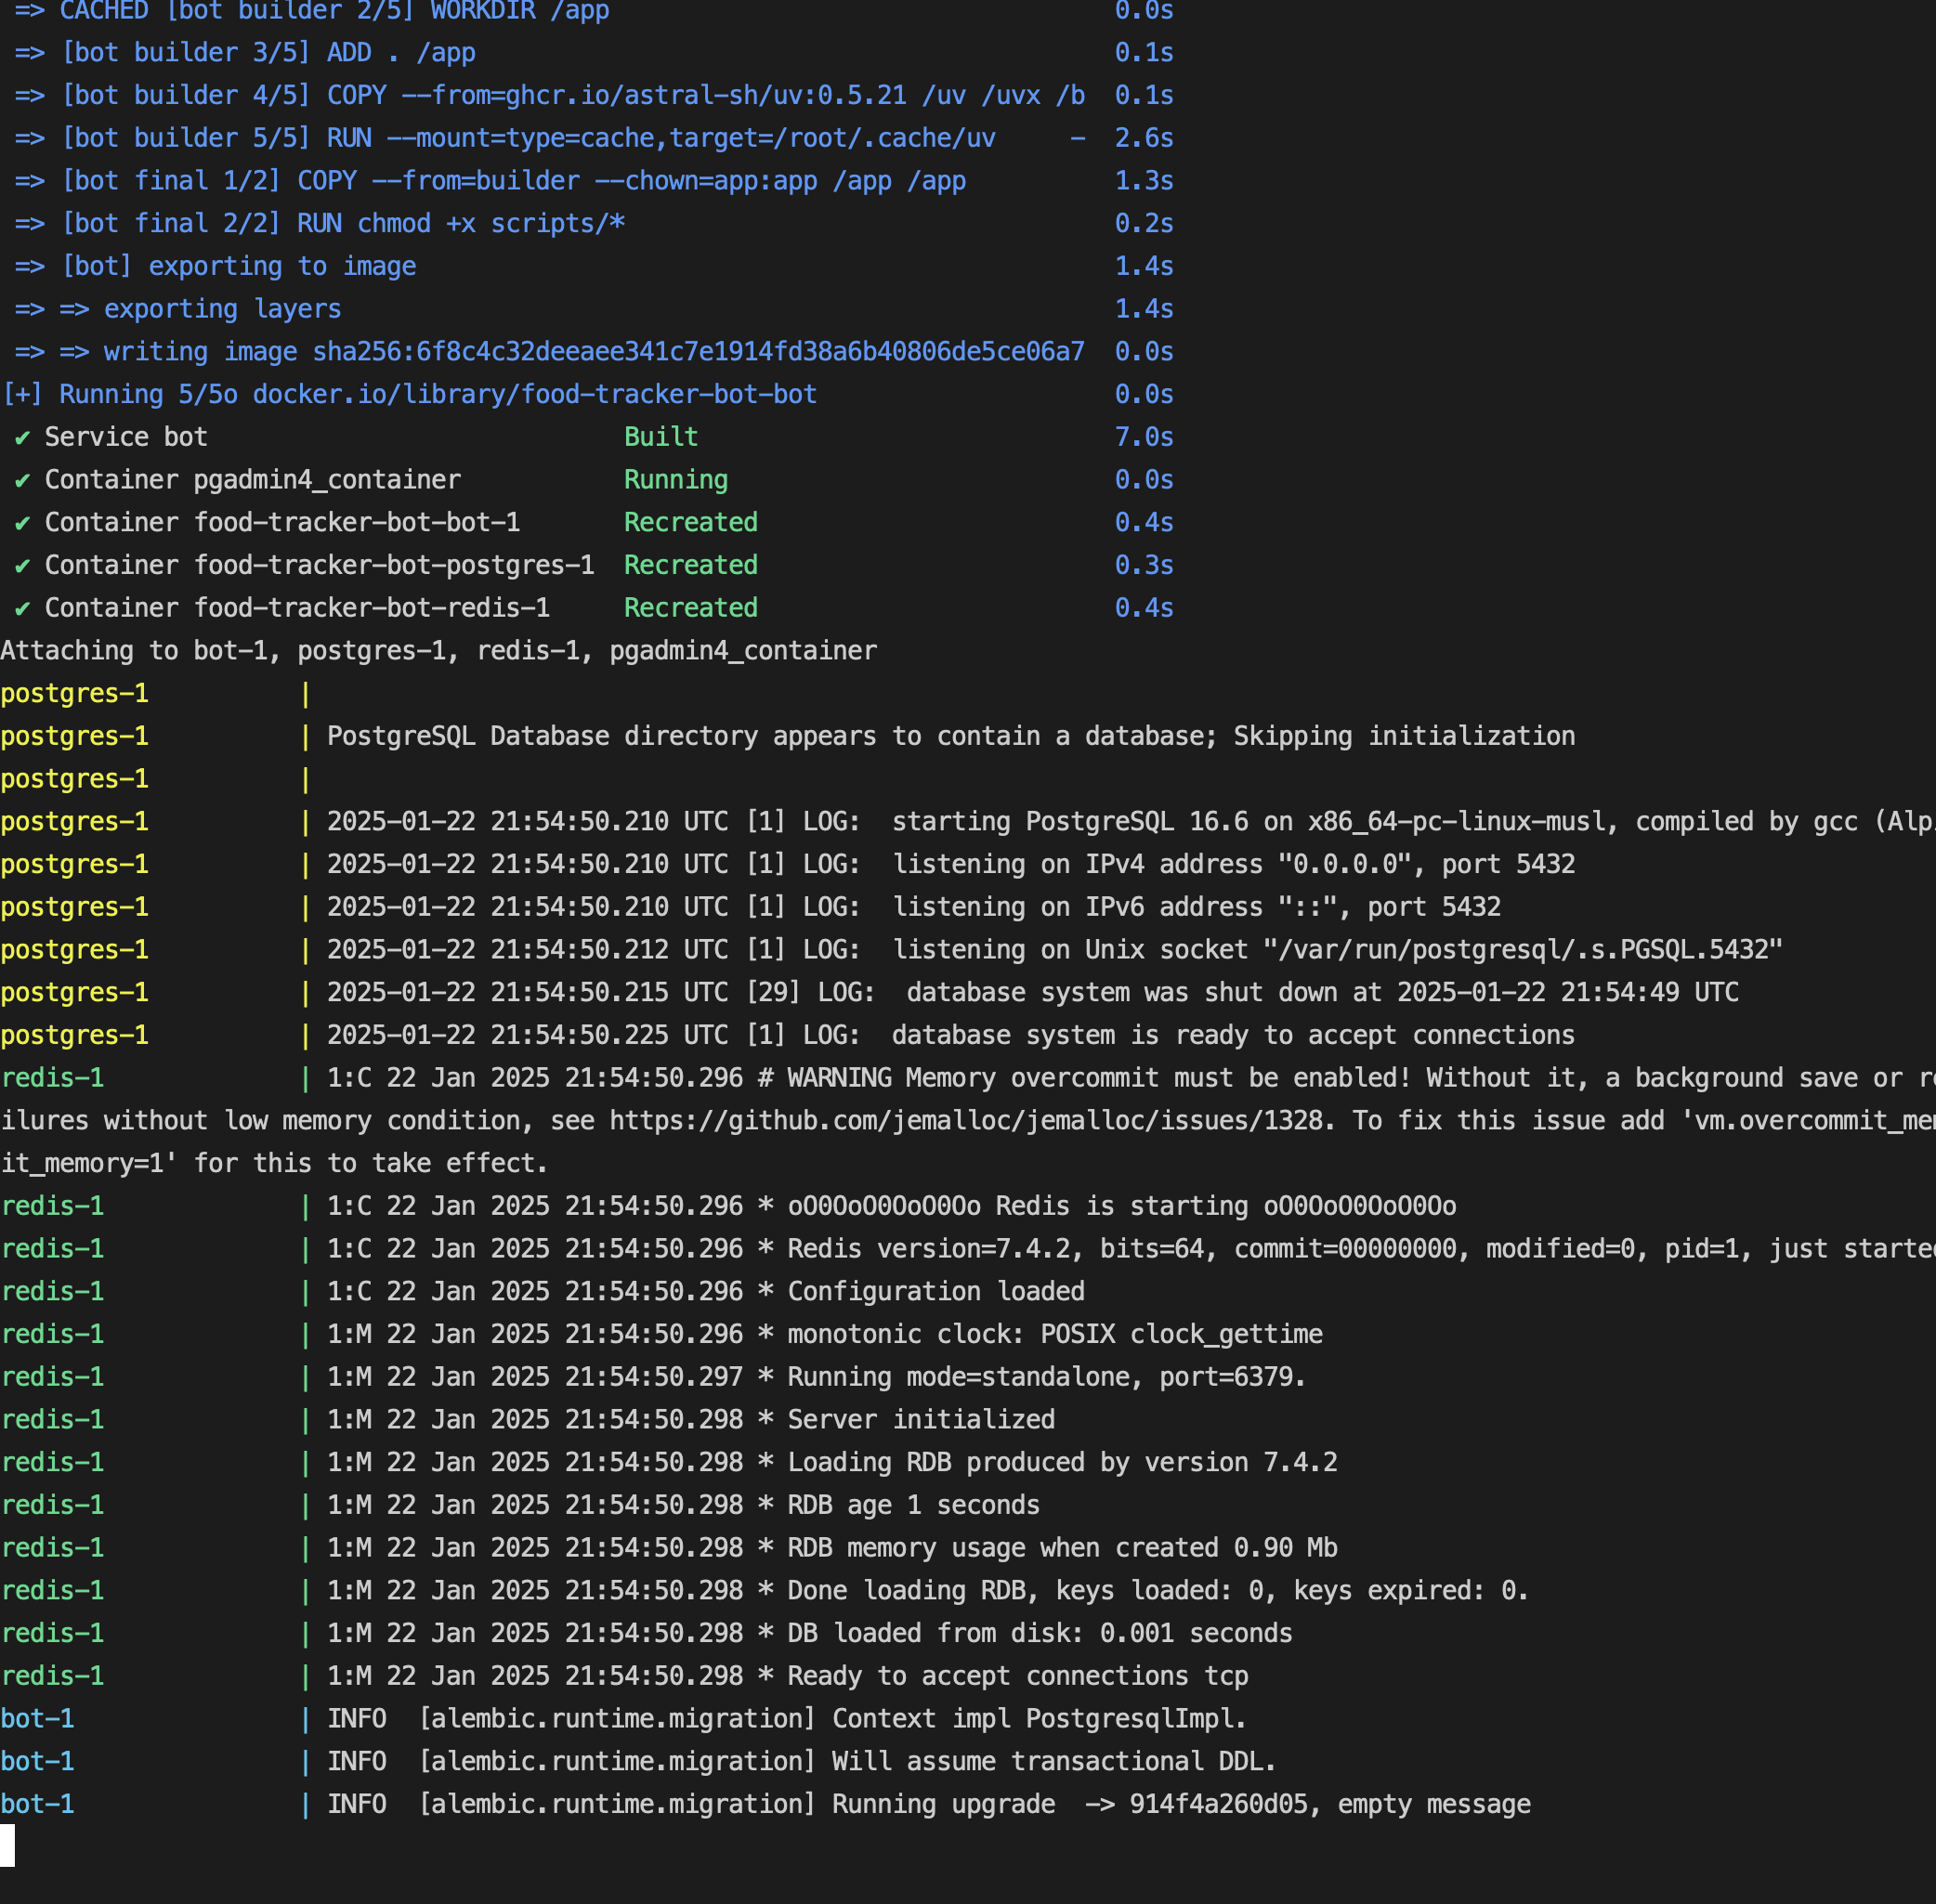 => CACHED [bot builder 2/5] WORKDIR /app 0.0s
=> [bot builder 3/5] ADD . /app 0.1s
=> [bot builder 4/5] COPY --from=ghcr.io/astral-sh/uv:0.5.21 /uv /uvx /b 0.1s
=> [bot builder 5/5] RUN --mount=type=cache,target=/root/.cache/uv - 2.6s
=> [bot final 1/2] COPY --from=builder --chown=app:app /app /app 1.3s
=> [bot final 2/2] RUN chmod +x scripts/* 0.2s
=> [bot] exporting to image 1.4s
=> => exporting layers 1.4s
=> => writing image sha256:6f8c4c32deeaee341c7e1914fd38a6b40806de5ce06a7 0.0s
[+] Running 5/5o docker.io/library/food-tracker-bot-bot 0.0s
✔ Service bot Built 7.0s
✔ Container pgadmin4_container Running 0.0s
✔ Container food-tracker-bot-bot-1 Recreated 0.4s
✔ Container food-tracker-bot-postgres-1 Recreated 0.3s
✔ Container food-tracker-bot-redis-1 Recreated 0.4s
Attaching to bot-1, postgres-1, redis-1, pgadmin4_container
postgres-1 |
postgres-1 | PostgreSQL Database directory appears to contain a database; Skipping initialization
postgres-1 |
postgres-1 | 2025-01-22 21:54:50.210 UTC [1] LOG: starting PostgreSQL 16.6 on x86_64-pc-linux-musl, compiled by gcc (Alp
postgres-1 | 2025-01-22 21:54:50.210 UTC [1] LOG: listening on IPv4 address "0.0.0.0", port 5432
postgres-1 | 2025-01-22 21:54:50.210 UTC [1] LOG: listening on IPv6 address "::", port 5432
postgres-1 | 2025-01-22 21:54:50.212 UTC [1] LOG: listening on Unix socket "/var/run/postgresql/.s.PGSQL.5432"
postgres-1 | 2025-01-22 21:54:50.215 UTC [29] LOG: database system was shut down at 2025-01-22 21:54:49 UTC
postgres-1 | 2025-01-22 21:54:50.225 UTC [1] LOG: database system is ready to accept connections
redis-1 | 1:C 22 Jan 2025 21:54:50.296 # WARNING Memory overcommit must be enabled! Without it, a background save or r
ilures without low memory condition, see https://github.com/jemalloc/jemalloc/issues/1328. To fix this issue add 'vm.overcommit_me
it_memory=1' for this to take effect.
redis-1 | 1:C 22 Jan 2025 21:54:50.296 * oO0OoO0OoO0Oo Redis is starting oO0OoO0OoO0Oo
redis-1 | 1:C 22 Jan 2025 21:54:50.296 * Redis version=7.4.2, bits=64, commit=00000000, modified=0, pid=1, just started
redis-1 | 1:C 22 Jan 2025 21:54:50.296 * Configuration loaded
redis-1 | 1:M 22 Jan 2025 21:54:50.296 * monotonic clock: POSIX clock_gettime
redis-1 | 1:M 22 Jan 2025 21:54:50.297 * Running mode=standalone, port=6379.
redis-1 | 1:M 22 Jan 2025 21:54:50.298 * Server initialized
redis-1 | 1:M 22 Jan 2025 21:54:50.298 * Loading RDB produced by version 7.4.2
redis-1 | 1:M 22 Jan 2025 21:54:50.298 * RDB age 1 seconds
redis-1 | 1:M 22 Jan 2025 21:54:50.298 * RDB memory usage when created 0.90 Mb
redis-1 | 1:M 22 Jan 2025 21:54:50.298 * Done loading RDB, keys loaded: 0, keys expired: 0.
redis-1 | 1:M 22 Jan 2025 21:54:50.298 * DB loaded from disk: 0.001 seconds
redis-1 | 1:M 22 Jan 2025 21:54:50.298 * Ready to accept connections tcp
bot-1 | INFO [alembic.runtime.migration] Context impl PostgresqlImpl.
bot-1 | INFO [alembic.runtime.migration] Will assume transactional DDL.
bot-1 | INFO [alembic.runtime.migration] Running upgrade -> 914f4a260d05, empty message